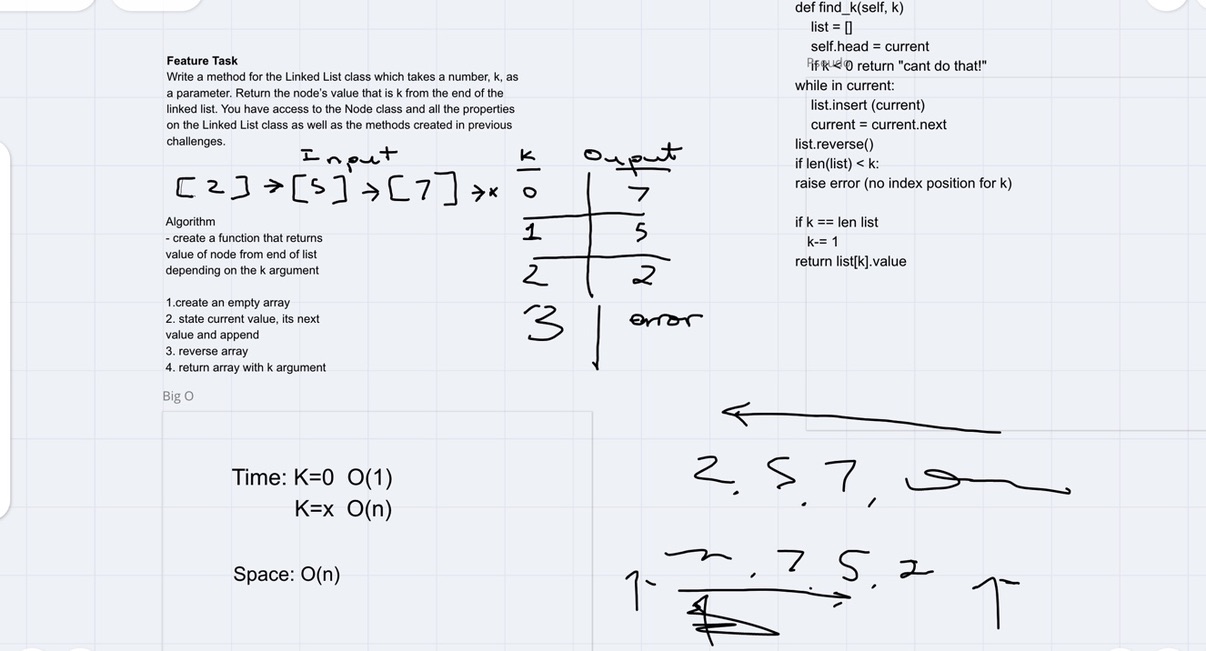 Feature Task
Write a method for the Linked List class which takes a number, k, as
a parameter. Return the node's value that is k from the end of the
linked list. You have access to the Node class and all the properties
on the Linked List class as well as the methods created in previous
challenges.
Input
[2] → [5] → [7] → x
K Ouput
0 7
1 5
2 2
3 error
Algorithm
- create a function that returns
value of node from end of list
depending on the k argument
1.create an empty array
2. state current value, its next
value and append
3. reverse array
4. return array with k argument
Big O
Time: K=0 O(1)
K=x O(n)
Space: O(n)
def find_k(self, k)
list = []
self.head = current
Pseudo
if k < 0 return "cant do that!"
while in current:
list.insert (current)
current = current.next
list.reverse()
if len(list) < k:
raise error (no index position for k)
if k == len list
k-= 1
return list[k].value
2, 5, 7,
, 7, 5, 2